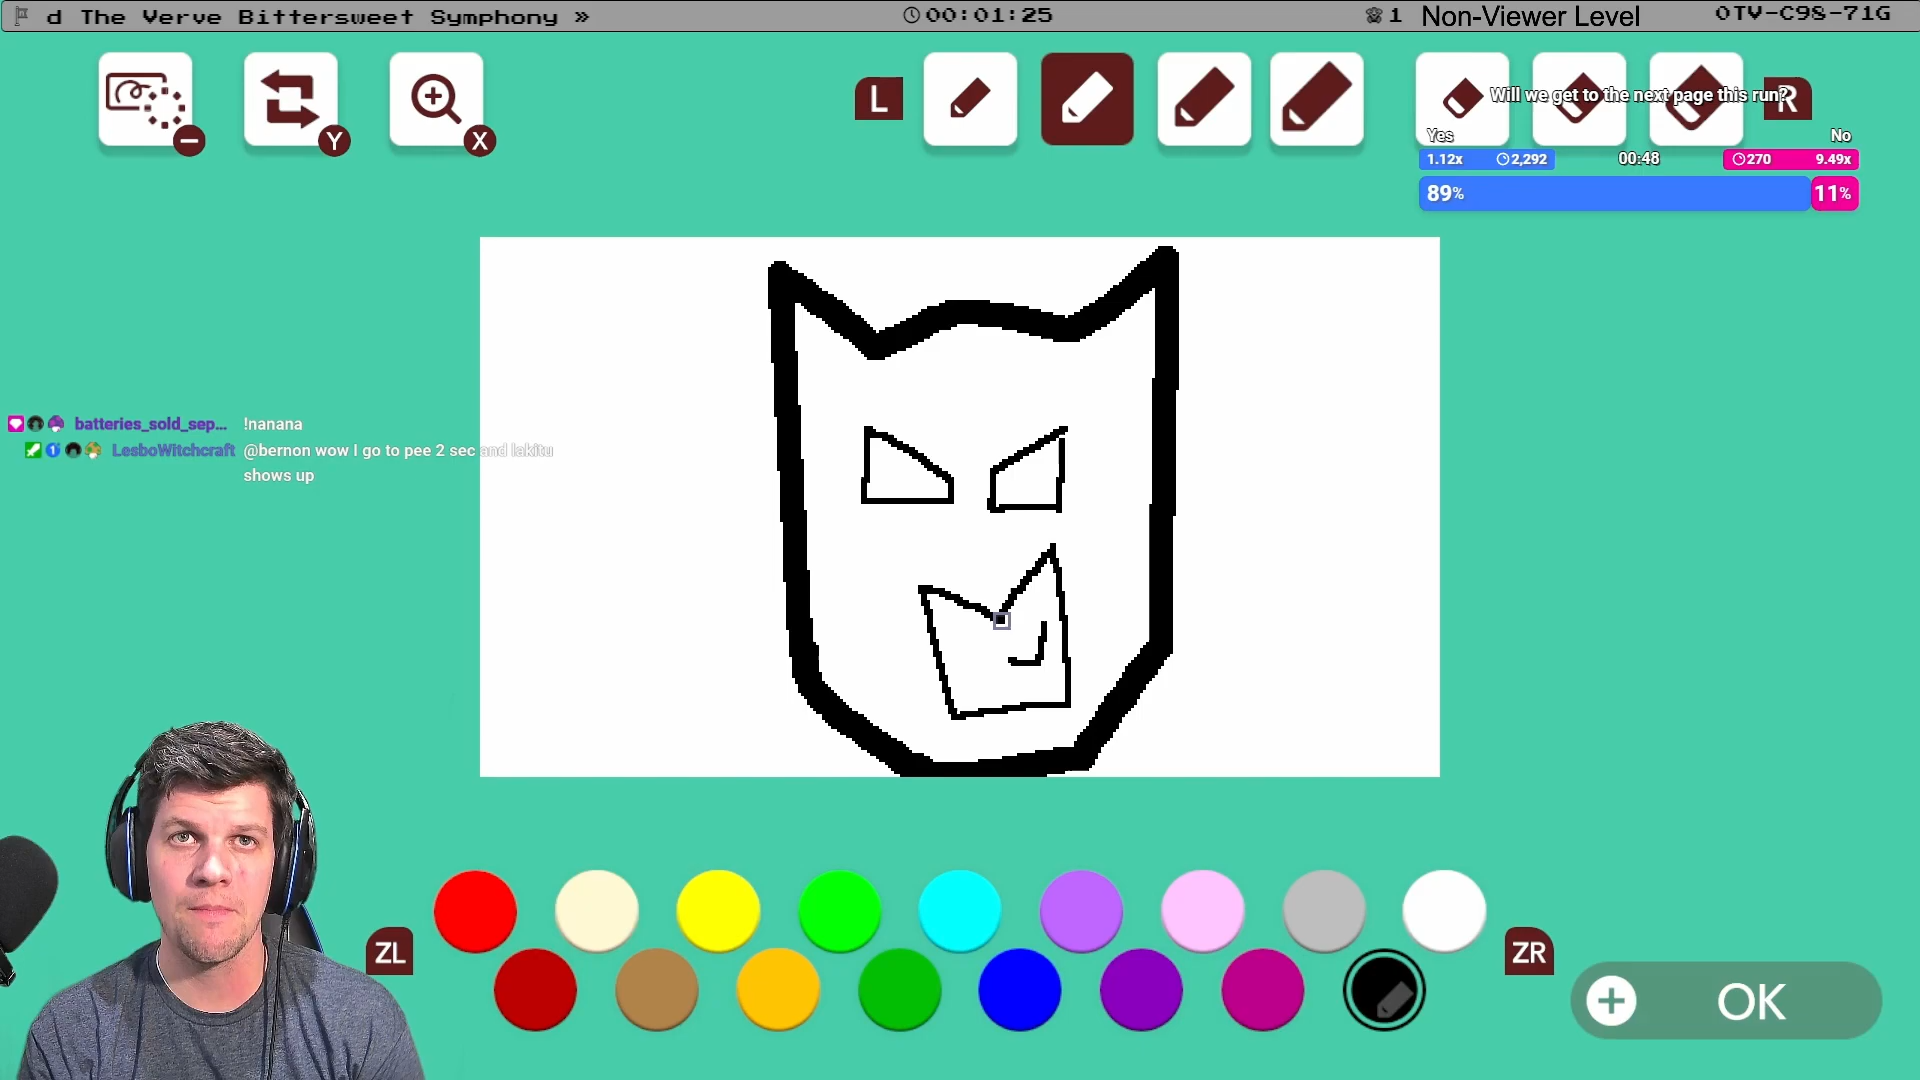 d The Verve Bittersweet Symphony »
00:01:25
1 Non-Viewer Level
OTV-C98-71G
L
R
Will we get to the next page this run?
Y
X
Yes
No
1.12x 2,292
00:48
270 9.49x
89%
11%
batteries_sold_sep... !nanana
LesboWitchcraft @bernon wow I go to pee 2 sec and lakitu
shows up
ZL
ZR
OK